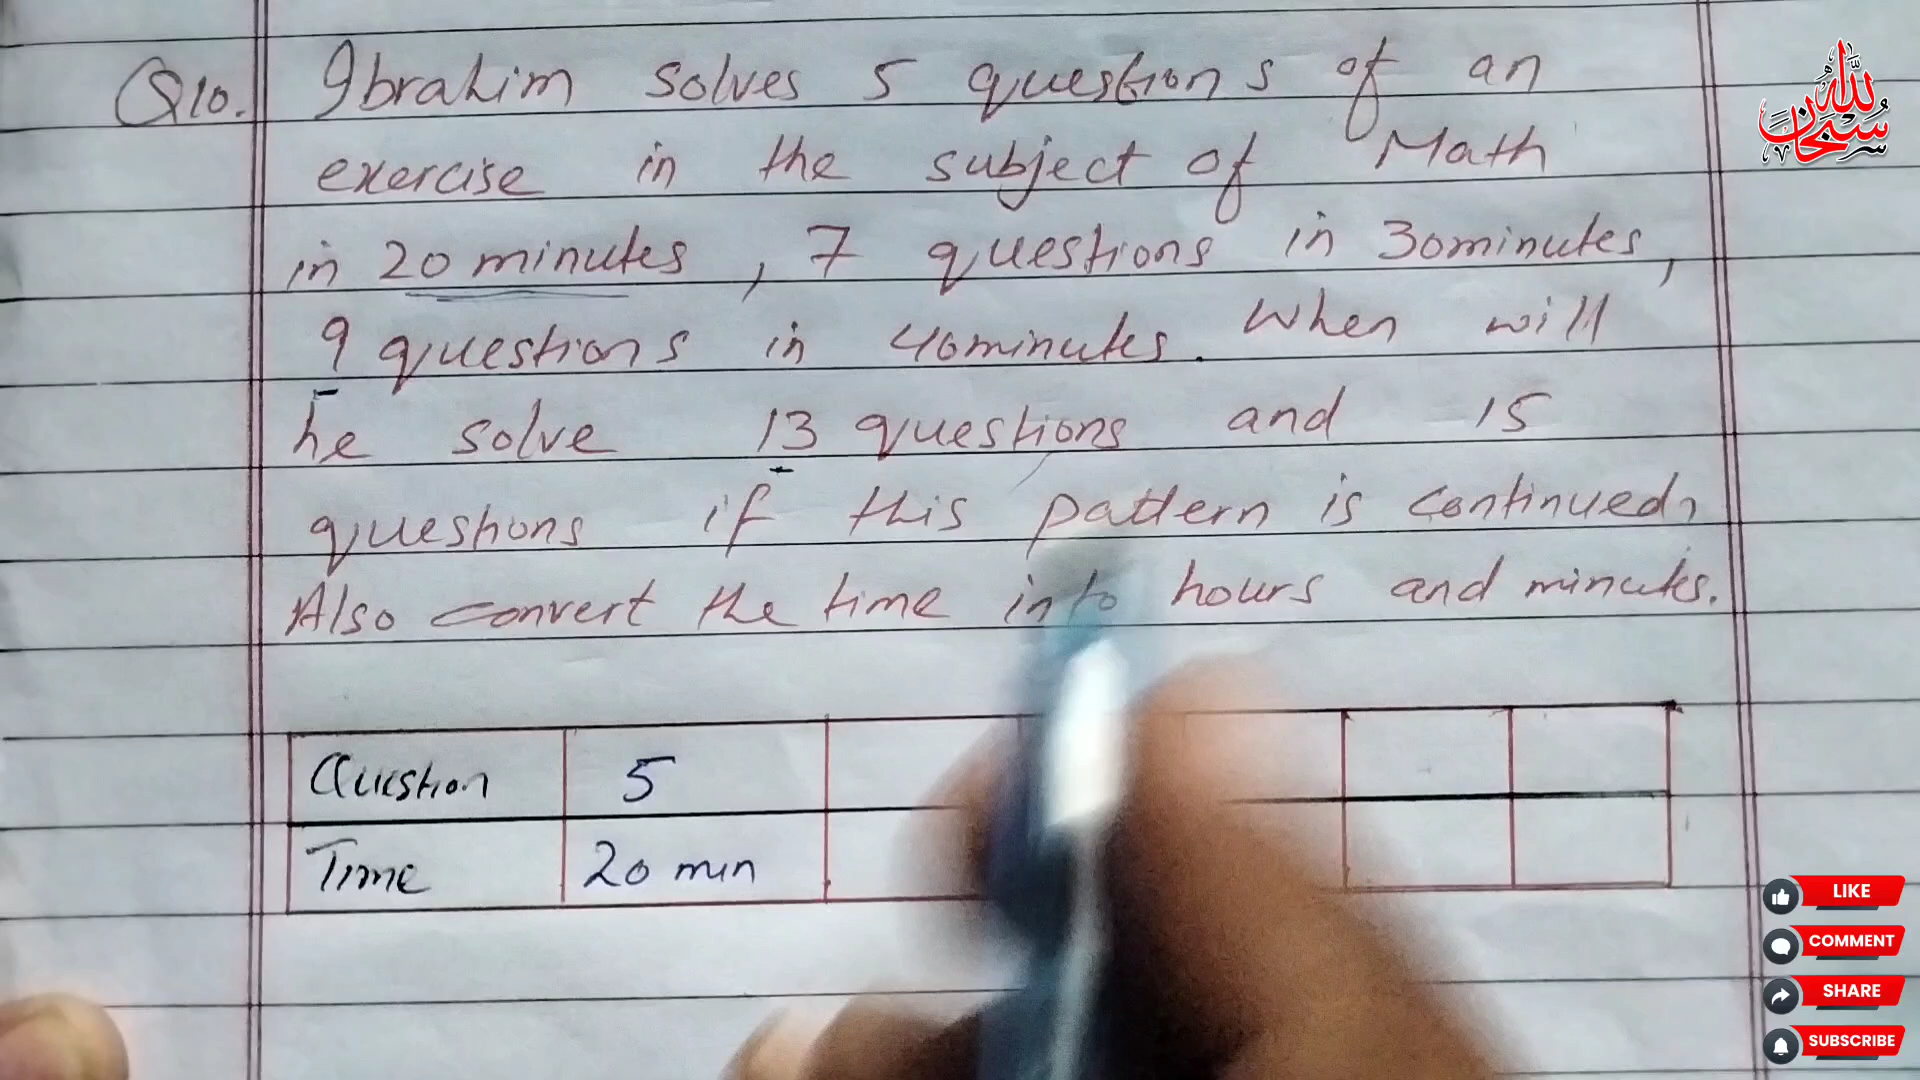 Q10. Ibrahim solves 5 questions of an
exercise in the subject of Math
in 20 minutes, 7 questions in 30minutes,
9 questions in 40minutes. When will
he solve 13 questions and 15
questions if this pattern is continued,
Also convert the time into hours and minutes.
Question 5
Time 20 min
سبحان الله
LIKE
COMMENT
SHARE
SUBSCRIBE